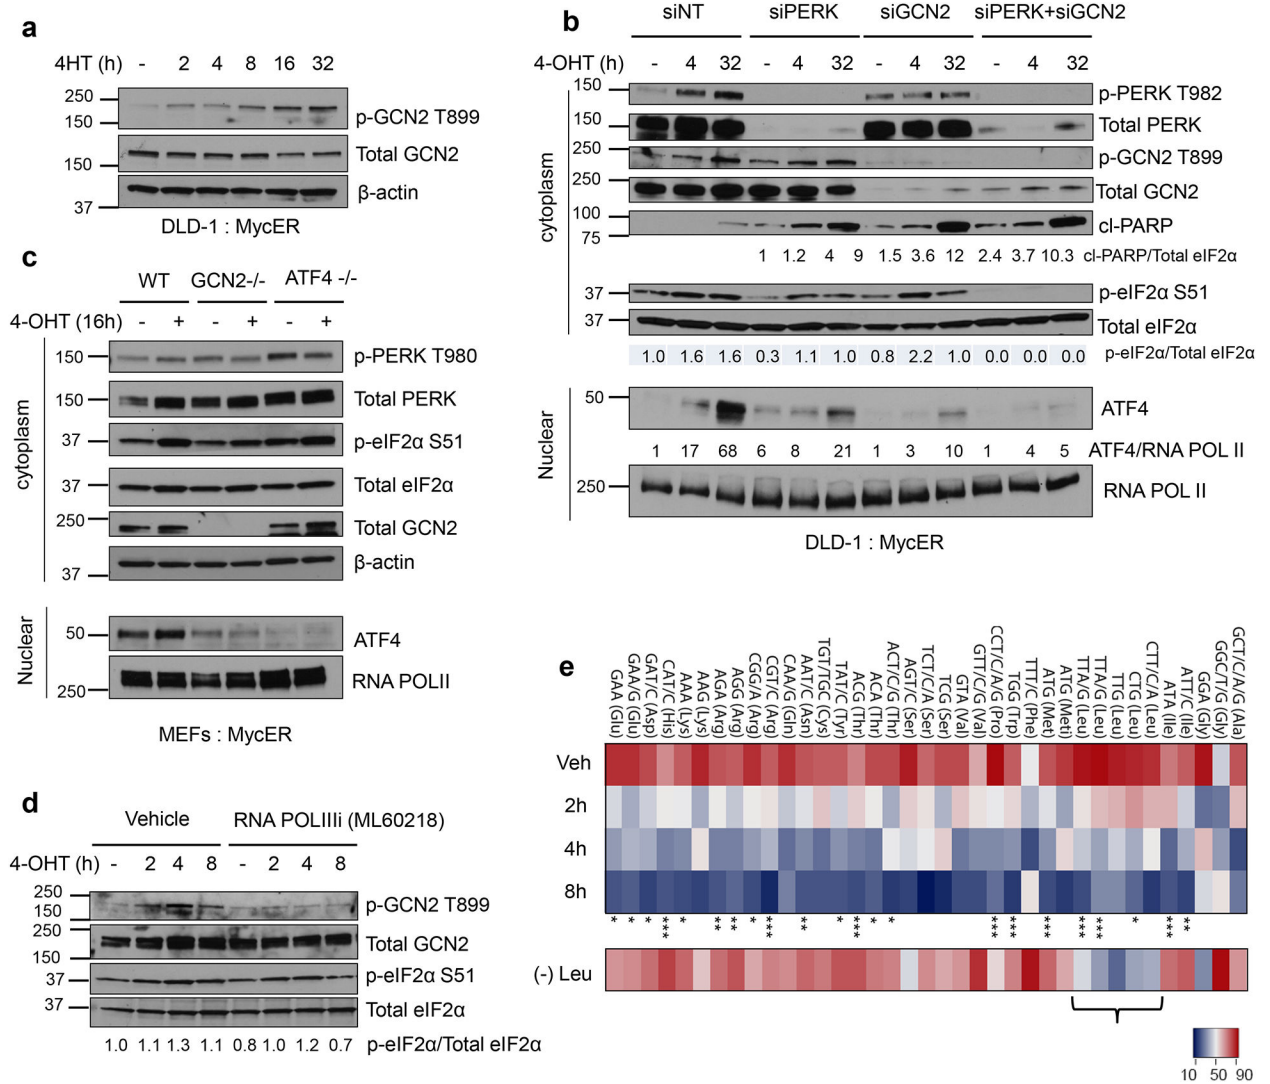 a
4HT (h) - 2 4 8 16 32
250
150
p-GCN2 T899
150
Total GCN2
37
β-actin
DLD-1 : MycER
b
siNT siPERK siGCN2 siPERK+siGCN2
4-OHT (h) - 4 32 - 4 32 - 4 32 - 4 32
cytoplasm
150
p-PERK T982
150
Total PERK
250
p-GCN2 T899
250
Total GCN2
100
75
cl-PARP
1 1.2 4 9 1.5 3.6 12 2.4 3.7 10.3 cl-PARP/Total eIF2α
37
p-eIF2α S51
37
Total eIF2α
1.0 1.6 1.6 0.3 1.1 1.0 0.8 2.2 1.0 0.0 0.0 0.0 p-eIF2α/Total eIF2α
Nuclear
50
ATF4
1 17 68 6 8 21 1 3 10 1 4 5 ATF4/RNA POL II
250
RNA POL II
DLD-1 : MycER
c
WT GCN2-/- ATF4 -/-
4-OHT (16h) - + - + - +
cytoplasm
150
p-PERK T980
150
Total PERK
37
p-eIF2α S51
37
Total eIF2α
250
Total GCN2
37
β-actin
Nuclear
50
ATF4
250
RNA POLII
MEFs : MycER
d
Vehicle RNA POLIIIi (ML60218)
4-OHT (h) - 2 4 8 - 2 4 8
250
150
p-GCN2 T899
250
150
Total GCN2
37
p-eIF2α S51
37
Total eIF2α
1.0 1.1 1.3 1.1 0.8 1.0 1.2 0.7 p-eIF2α/Total eIF2α
e
GAA (Glu)
GAA/G (Glu)
GAT/C (Asp)
CAT/C (His)
AAA (Lys)
AAG (Lys)
AGA (Arg)
AGG (Arg)
CGG/A (Arg)
CGT/C (Arg)
CAA/G (Gln)
AAT/C (Asn)
TGT/TGC (Cys)
TAT/C (Tyr)
ACG (Thr)
ACA (Thr)
ACT/C/G (Thr)
AGT/C (Ser)
TCT/C/A (Ser)
TCG (Ser)
GTA (Val)
GTT/C/G (Val)
CCT/C/A/G (Pro)
TGG (Trp)
TTT/C (Phe)
ATG (Met)
ATG (Meti)
TTA/G (Leu)
TTA/G (Leu)
TTG (Leu)
CTG (Leu)
CTT/C/A (Leu)
ATA (Ile)
ATT/C (Ile)
GGA (Gly)
GGC/T/G (Gly)
GCT/C/A/G (Ala)
Veh
2h
4h
8h
* * * *** * ** ** * *** ** * *** * * *** *** *** *** *** * *** **
(-) Leu
10 50 90